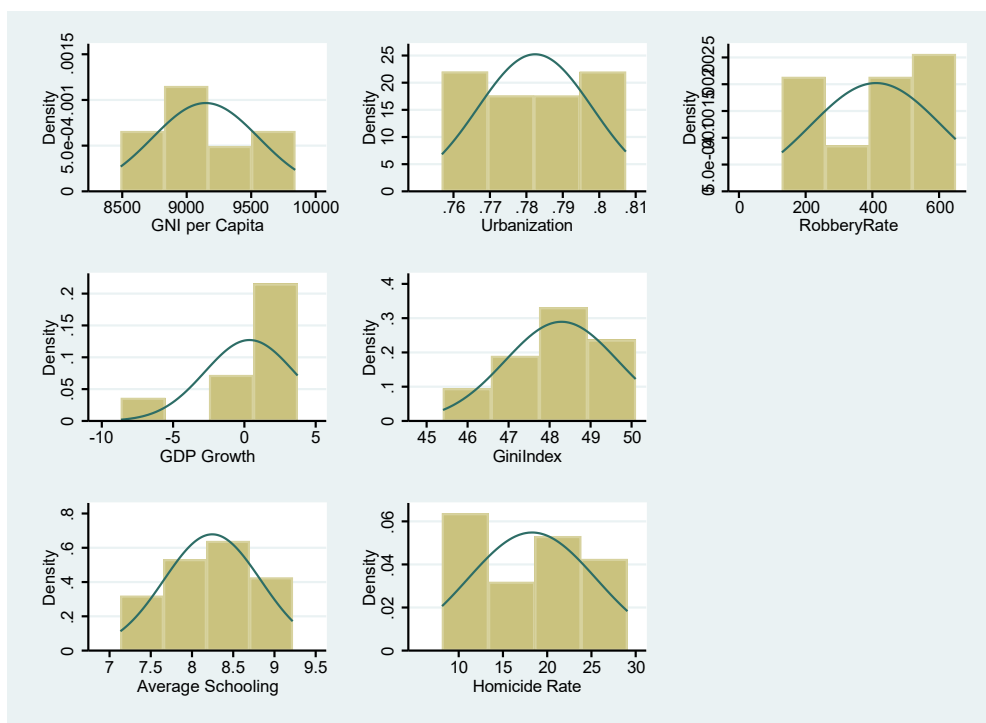 Density
0
5.0e-04
.001
.0015
8500 9000 9500 10000
GNI per Capita
Density
0
5
10
15
20
25
.76 .77 .78 .79 .8 .81
Urbanization
Density
0 200 400 600
RobberyRate
Density
0
.05
.1
.15
.2
-10 -5 0 5
GDP Growth
Density
0
.1
.2
.3
.4
45 46 47 48 49 50
GiniIndex
Density
0
.2
.4
.6
.8
7 7.5 8 8.5 9 9.5
Average Schooling
Density
0
.02
.04
.06
10 15 20 25 30
Homicide Rate